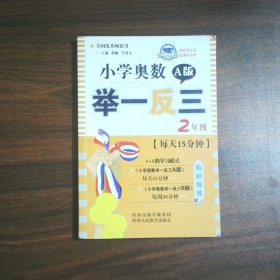 全国优秀畅销书
小学奥数 A版
举一反三
2年级
【每天15分钟】
1+1的学习模式
《小学奥数举一反三A版》
每天15分钟
《小学奥数举一反三B版》
每周30分钟
特别推荐
陕西出版传媒集团
陕西人民教育出版社